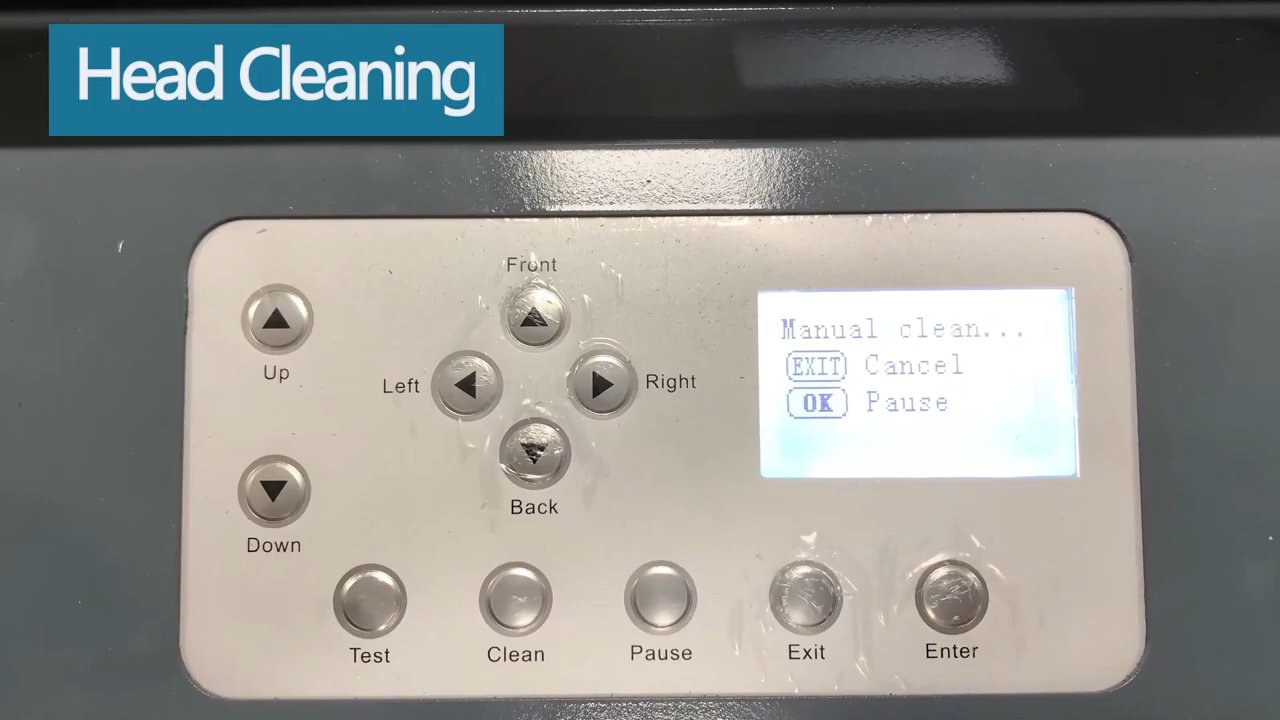 Head Cleaning
Front
Up
Left
Right
Back
Down
Manual clean...
EXIT Cancel
OK Pause
Test
Clean
Pause
Exit
Enter